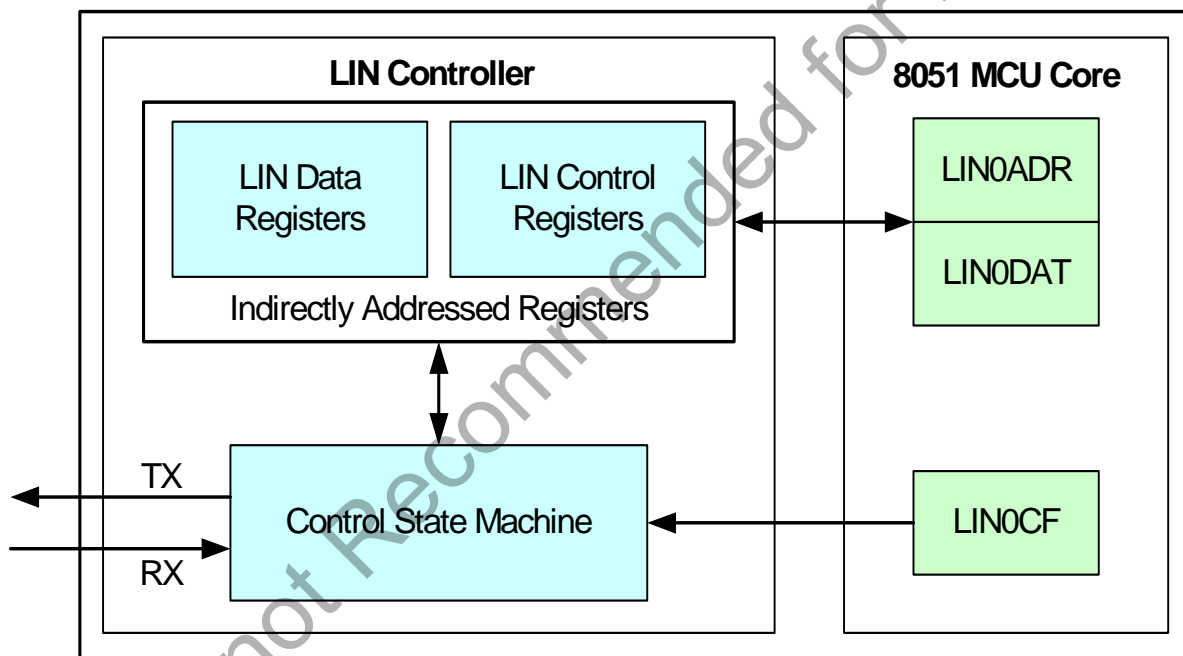 LIN Controller
8051 MCU Core
LIN Data
Registers
LIN Control
Registers
Indirectly Addressed Registers
LIN0ADR
LIN0DAT
TX
RX
Control State Machine
LIN0CF
not Recommended for